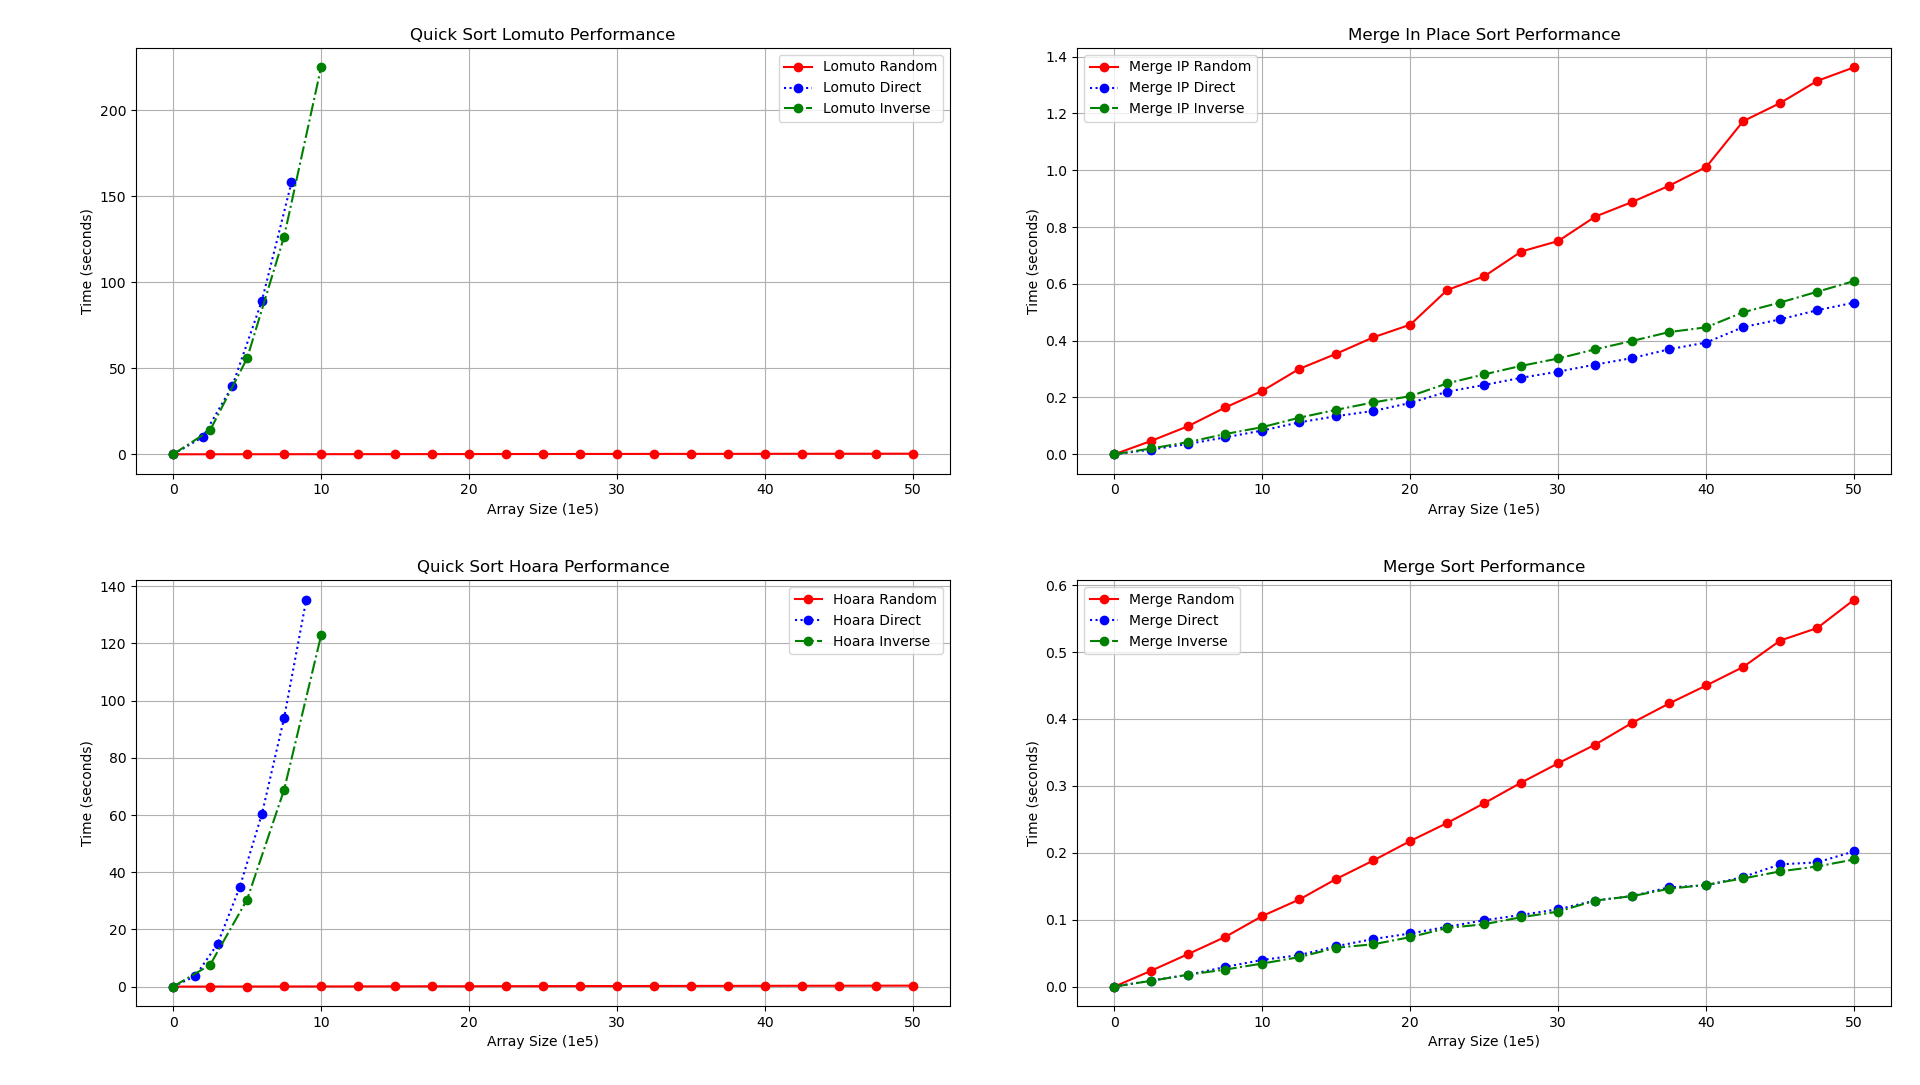 Quick Sort Lomuto Performance
Lomuto Random
Lomuto Direct
Lomuto Inverse
Time (seconds)
200
150
100
50
0
0 10 20 30 40 50
Array Size (1e5)
Merge In Place Sort Performance
Merge IP Random
Merge IP Direct
Merge IP Inverse
Time (seconds)
1.4
1.2
1.0
0.8
0.6
0.4
0.2
0.0
0 10 20 30 40 50
Array Size (1e5)
Quick Sort Hoara Performance
Hoara Random
Hoara Direct
Hoara Inverse
Time (seconds)
140
120
100
80
60
40
20
0
0 10 20 30 40 50
Array Size (1e5)
Merge Sort Performance
Merge Random
Merge Direct
Merge Inverse
Time (seconds)
0.6
0.5
0.4
0.3
0.2
0.1
0.0
0 10 20 30 40 50
Array Size (1e5)